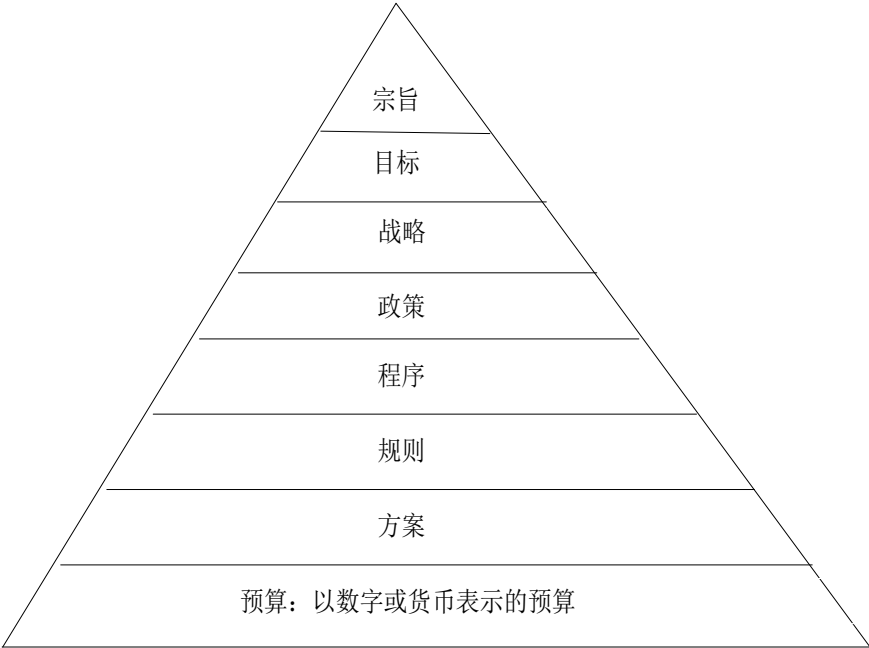 宗旨
目标
战略
政策
程序
规则
方案
预算：以数字或货币表示的预算